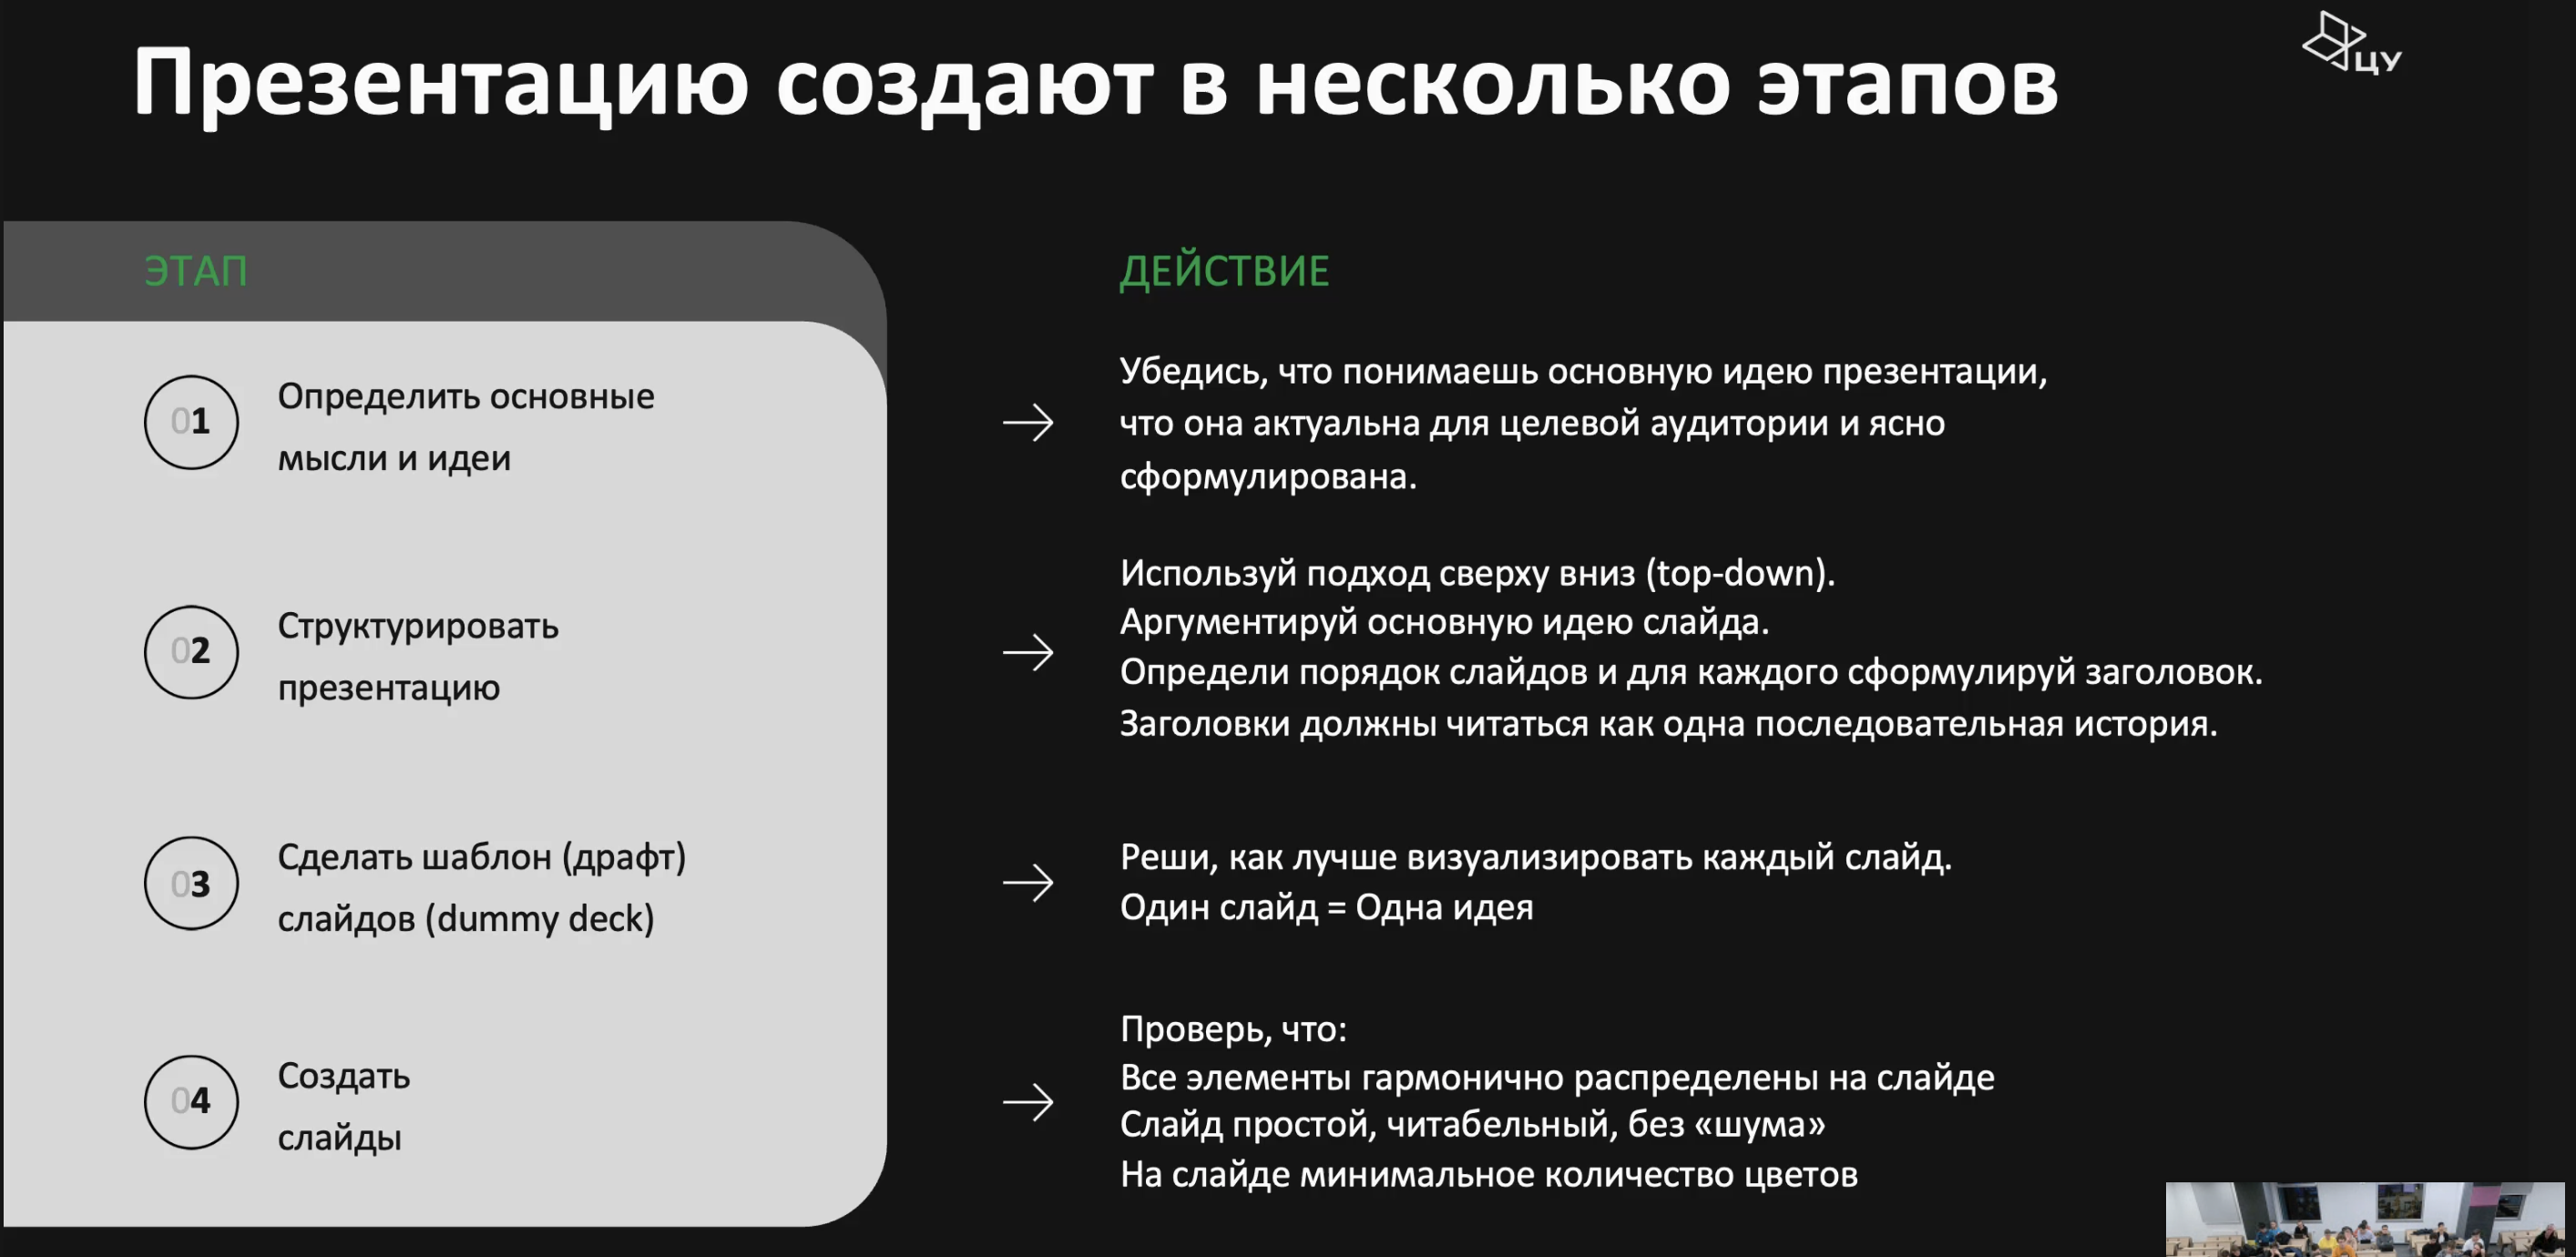 Презентацию создают в несколько этапов
ЦУ
ЭТАП
ДЕЙСТВИЕ
01
Определить основные
мысли и идеи
Убедись, что понимаешь основную идею презентации,
что она актуальна для целевой аудитории и ясно
сформулирована.
02
Структурировать
презентацию
Используй подход сверху вниз (top-down).
Аргументируй основную идею слайда.
Определи порядок слайдов и для каждого сформулируй заголовок.
Заголовки должны читаться как одна последовательная история.
03
Сделать шаблон (драфт)
слайдов (dummy deck)
Реши, как лучше визуализировать каждый слайд.
Один слайд = Одна идея
04
Создать
слайды
Проверь, что:
Все элементы гармонично распределены на слайде
Слайд простой, читабельный, без «шума»
На слайде минимальное количество цветов